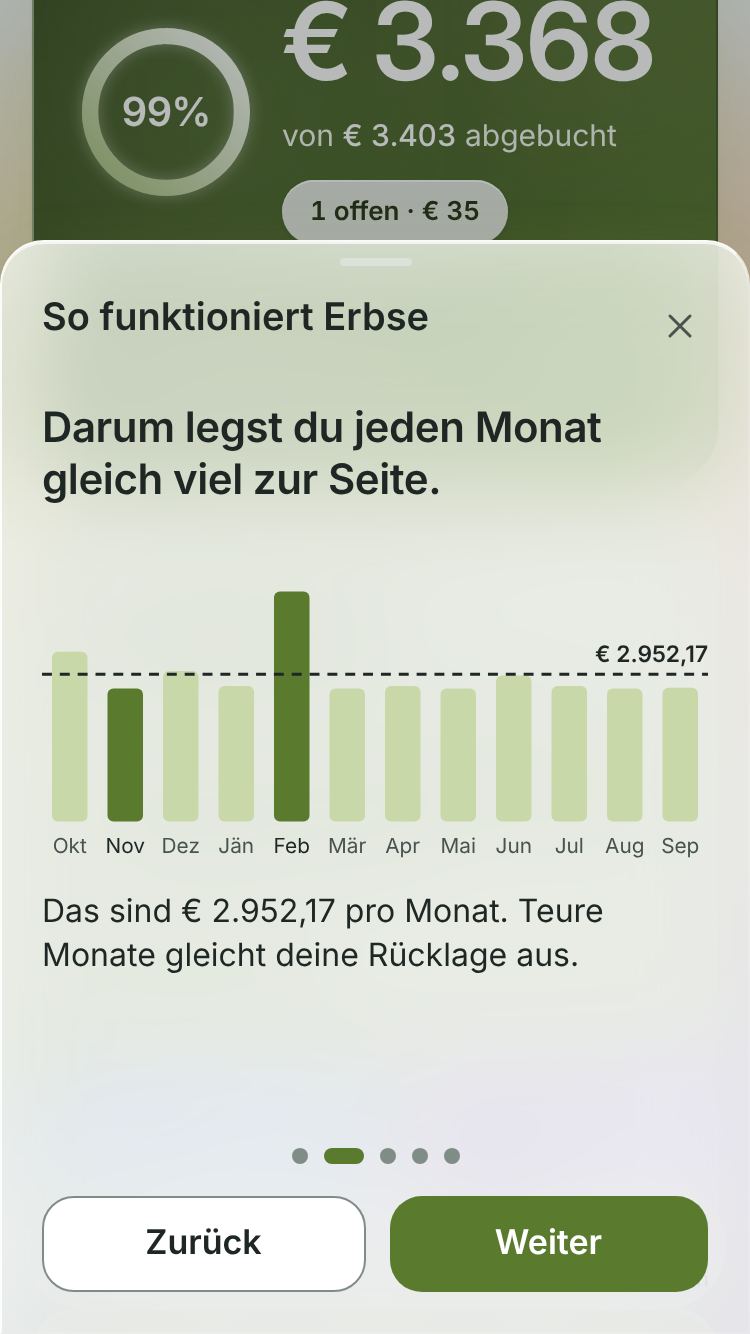 € 3.368
99%
von € 3.403 abgebucht
1 offen · € 35
So funktioniert Erbse
Darum legst du jeden Monat
gleich viel zur Seite.
€ 2.952,17
Okt Nov Dez Jän Feb Mär Apr Mai Jun Jul Aug Sep
Das sind € 2.952,17 pro Monat. Teure
Monate gleicht deine Rücklage aus.
Zurück Weiter